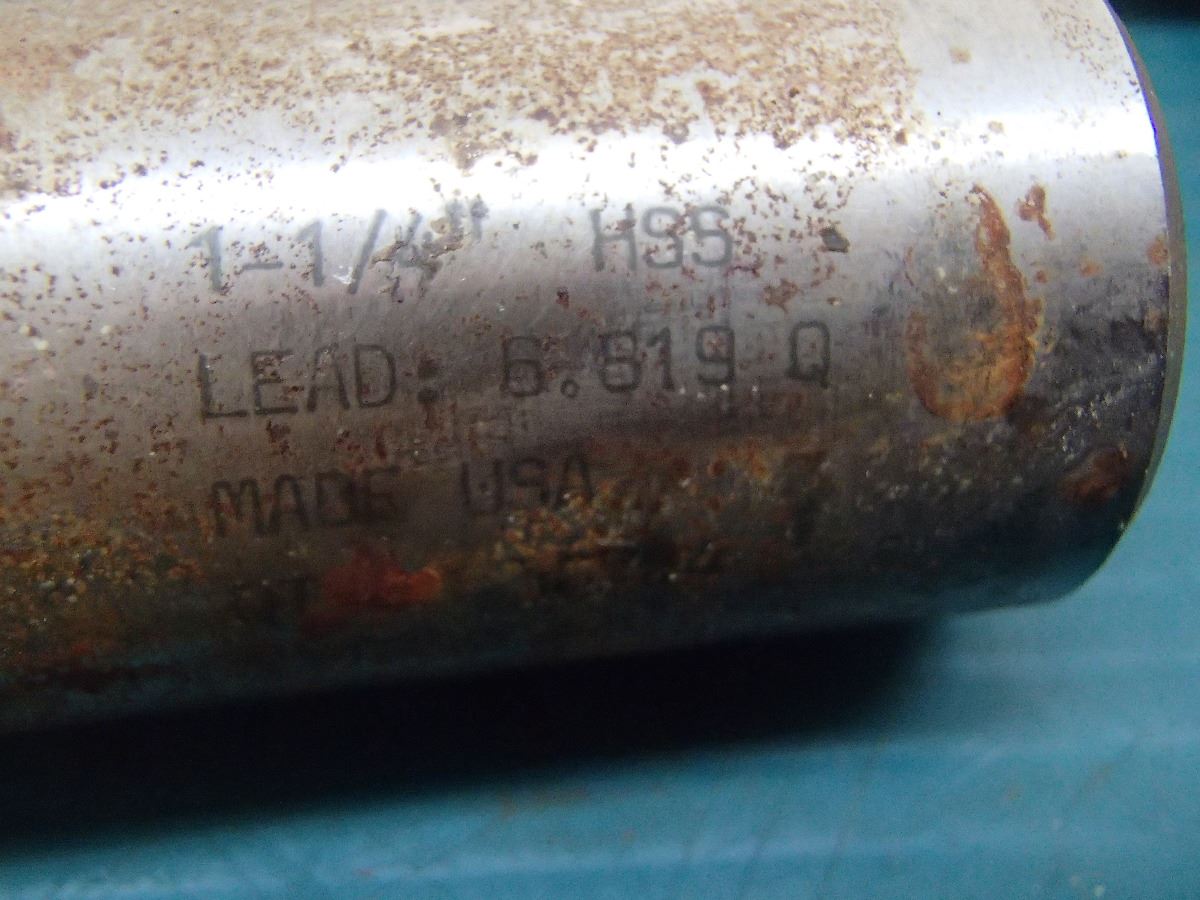 1-1/4" HSS
LEAD: 6.819 Q
MADE USA